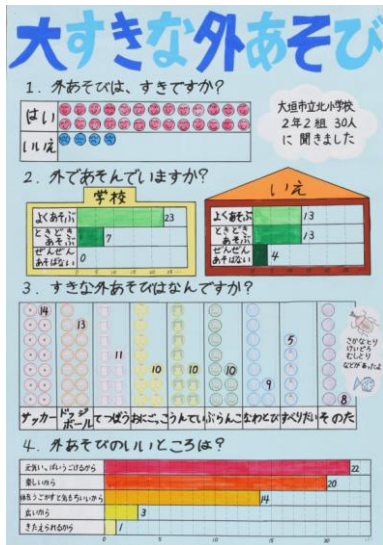 大すきな外あそび
1. 外あそびは、すきですか?
はい
いいえ
大垣市立北小学校
2年2組 30人
に 聞きました
2. 外であそんでいますか?
学校
よくあそぶ 23
ときどきあそぶ 7
ぜんぜんあそばない 0
いえ
よくあそぶ 13
ときどきあそぶ 13
ぜんぜんあそばない 4
3. すきな外あそびはなんですか?
14 13 11 10 10 10 9 5 8
さかなとり
けいどろ
むしとり
などがあったよ
サッカー ドッジボール てつぼう おにごっこ うんてい ぶらんこ なわとび すべりだい そのた
4. 外あそびのいいところは?
元気いっぱいうごけるから 22
楽しいから 20
体をうごかすと気もちいいから 14
広いから 3
きたえられるから 1